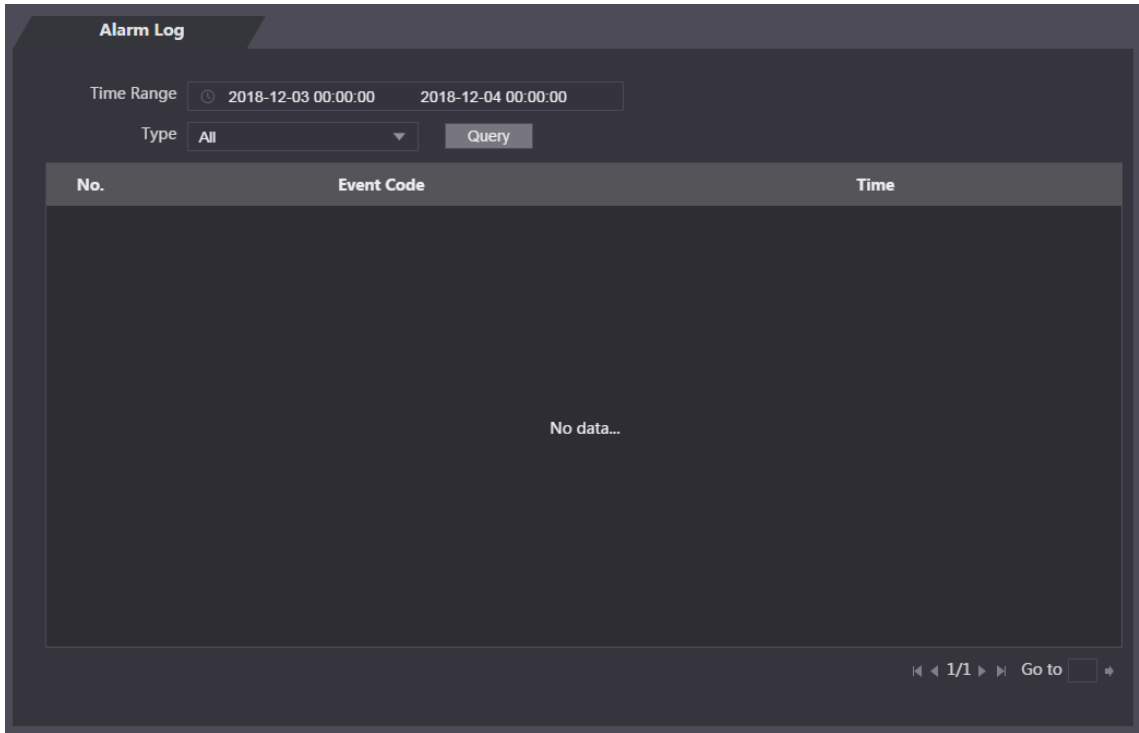 Alarm Log
Time Range 2018-12-03 00:00:00 2018-12-04 00:00:00
Type All Query
No. Event Code Time
No data...
1/1 Go to